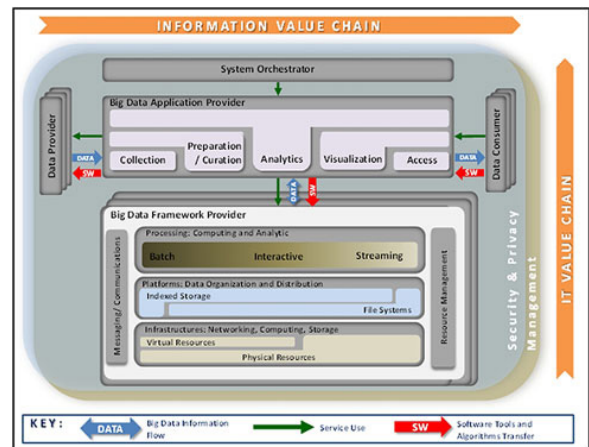 INFORMATION VALUE CHAIN
System Orchestrator
Big Data Application Provider
Collection
Preparation
/ Curation
Analytics
Visualization
Access
Data Provider
Data Consumer
DATA
SW
DATA
SW
DATA
SW
Big Data Framework Provider
Messaging/ Communications
Processing: Computing and Analytic
Batch Interactive Streaming
Platforms: Data Organization and Distribution
Indexed Storage
File Systems
Infrastructures: Networking, Computing, Storage
Virtual Resources
Physical Resources
Resource Management
Security & Privacy
Management
IT VALUE CHAIN
KEY:
DATA
Big Data Information
Flow
Service Use
SW
Software Tools and
Algorithms Transfer